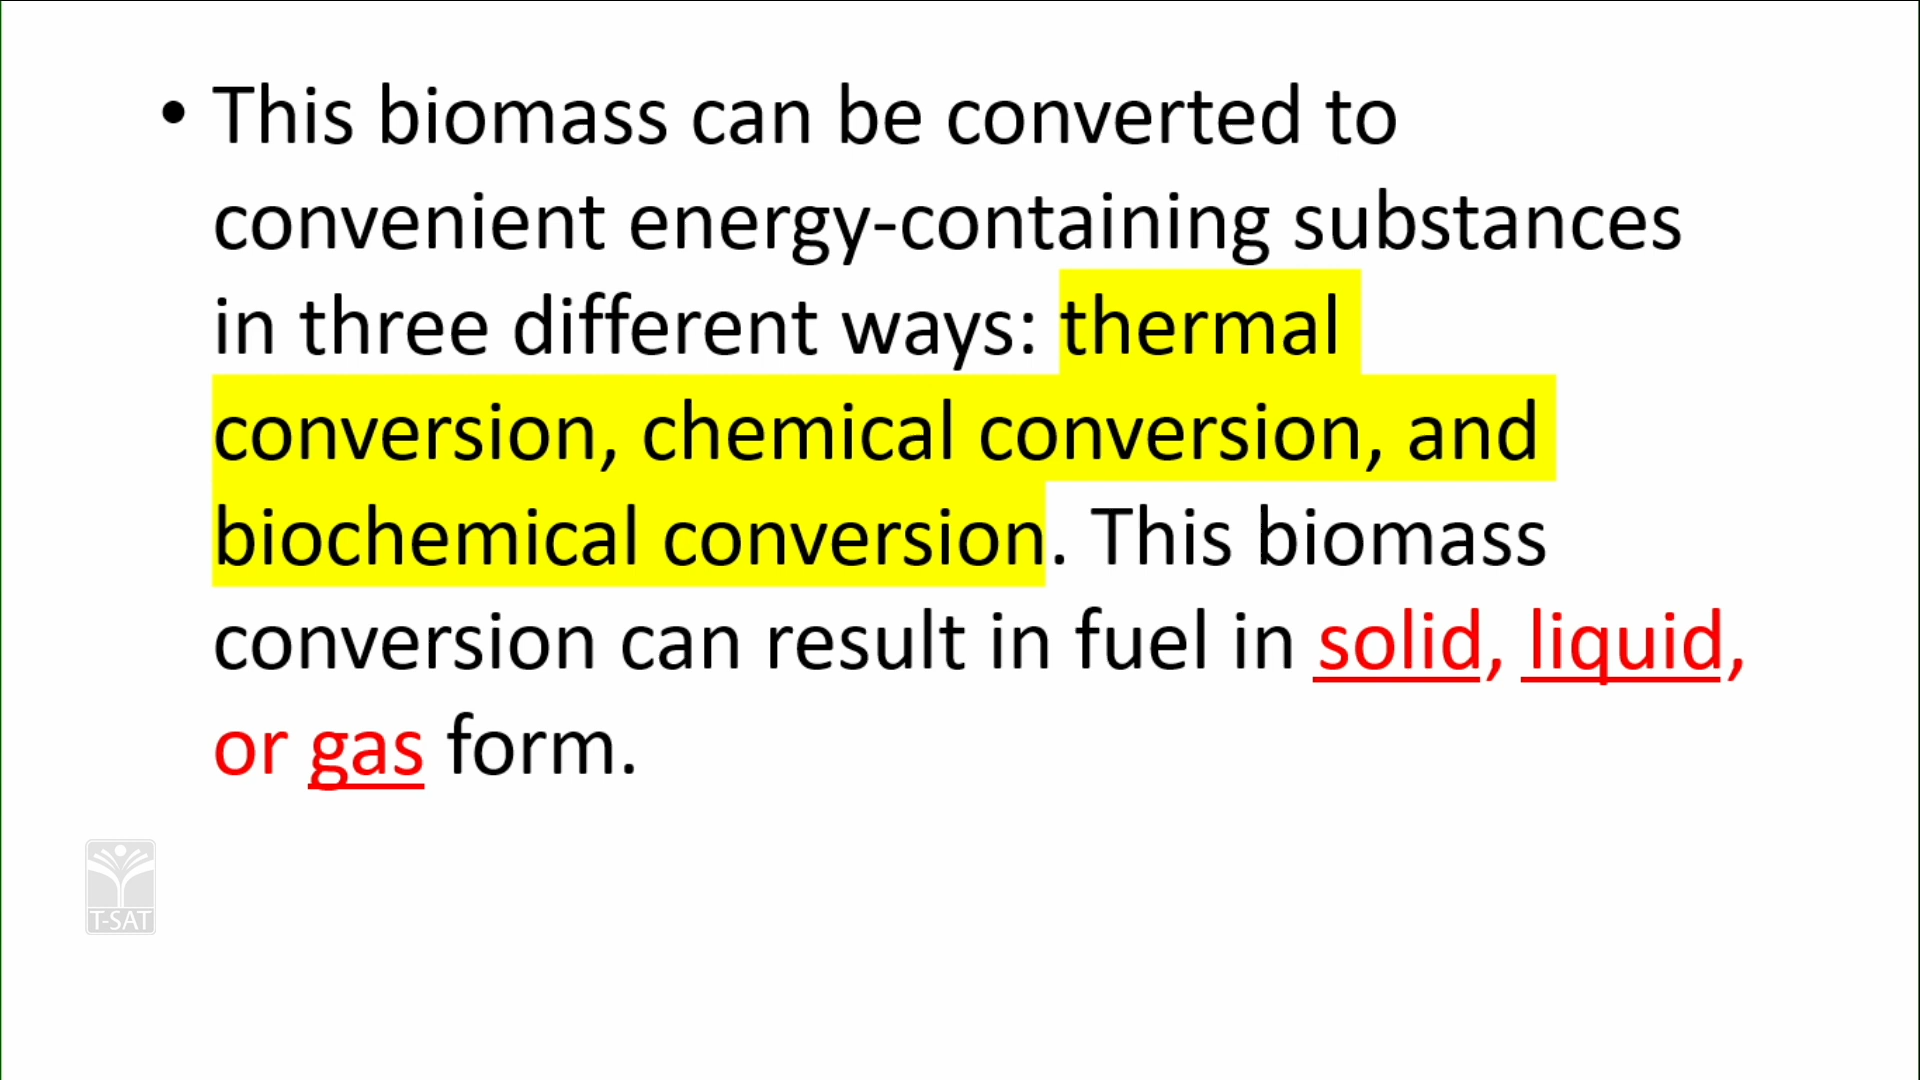 • This biomass can be converted to
convenient energy-containing substances
in three different ways: thermal
conversion, chemical conversion, and
biochemical conversion. This biomass
conversion can result in fuel in solid, liquid,
or gas form.
T-SAT